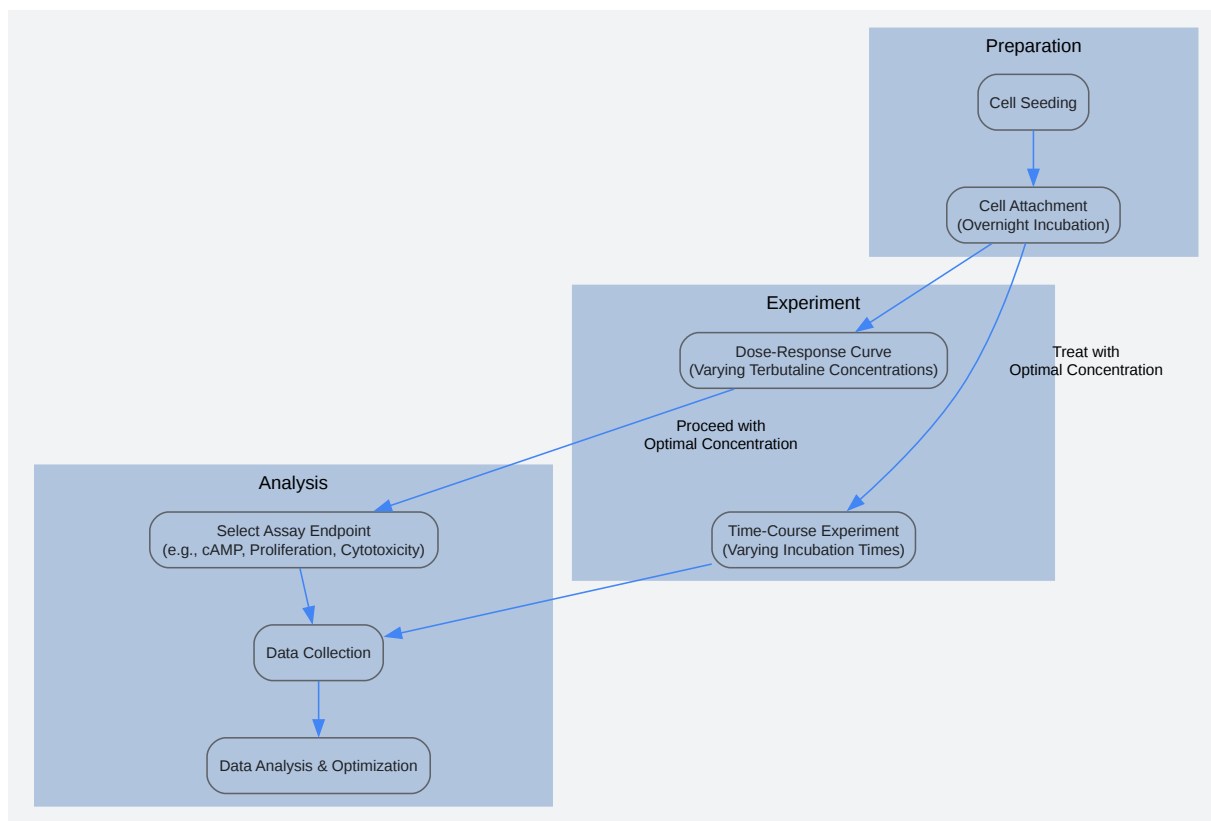 Preparation
Cell Seeding
Cell Attachment
(Overnight Incubation)
Experiment
Dose-Response Curve
(Varying Terbutaline Concentrations)
Treat with
Optimal Concentration
Proceed with
Optimal Concentration
Analysis
Select Assay Endpoint
(e.g., cAMP, Proliferation, Cytotoxicity)
Time-Course Experiment
(Varying Incubation Times)
Data Collection
Data Analysis & Optimization